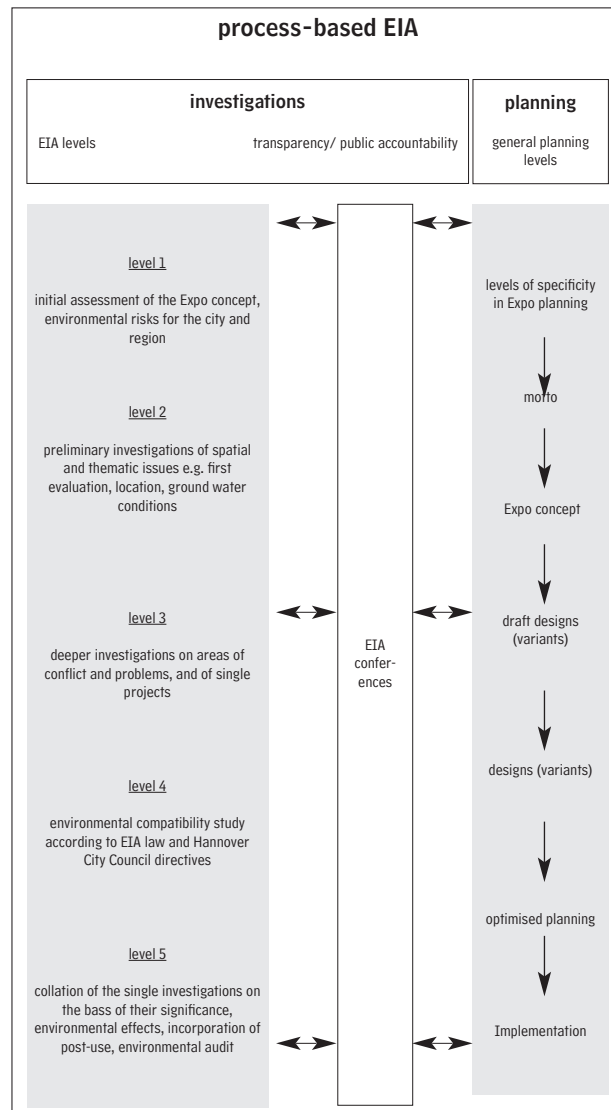 process-based EIA
investigations
EIA levels
transparency/ public accountability
planning
general planning
levels
level 1
initial assessment of the Expo concept,
environmental risks for the city and
region
level 2
preliminary investigations of spatial
and thematic issues e.g. first
evaluation, location, ground water
conditions
level 3
deeper investigations on areas of
conflict and problems, and of single
projects
level 4
environmental compatibility study
according to EIA law and Hannover
City Council directives
level 5
collation of the single investigations on
the bass of their significance,
environmental effects, incorporation of
post-use, environmental audit
EIA
confer-
ences
levels of specificity
in Expo planning
motto
Expo concept
draft designs
(variants)
designs (variants)
optimised planning
Implementation